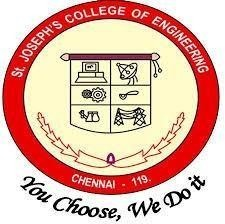 St. JOSEPH'S COLLEGE OF ENGINEERING
CHENNAI - 119.
You Choose, We Do it